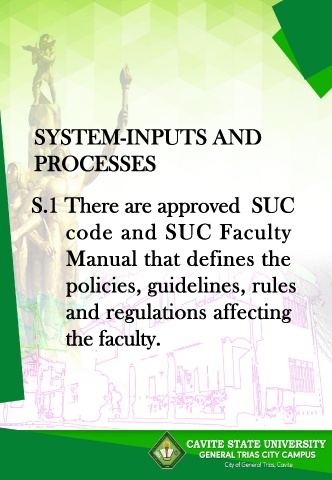 SYSTEM-INPUTS AND
PROCESSES
S.1 There are approved SUC
code and SUC Faculty
Manual that defines the
policies, guidelines, rules
and regulations affecting
the faculty.
CAVITE STATE UNIVERSITY
GENERAL TRIAS CITY CAMPUS
City of General Trias, Cavite